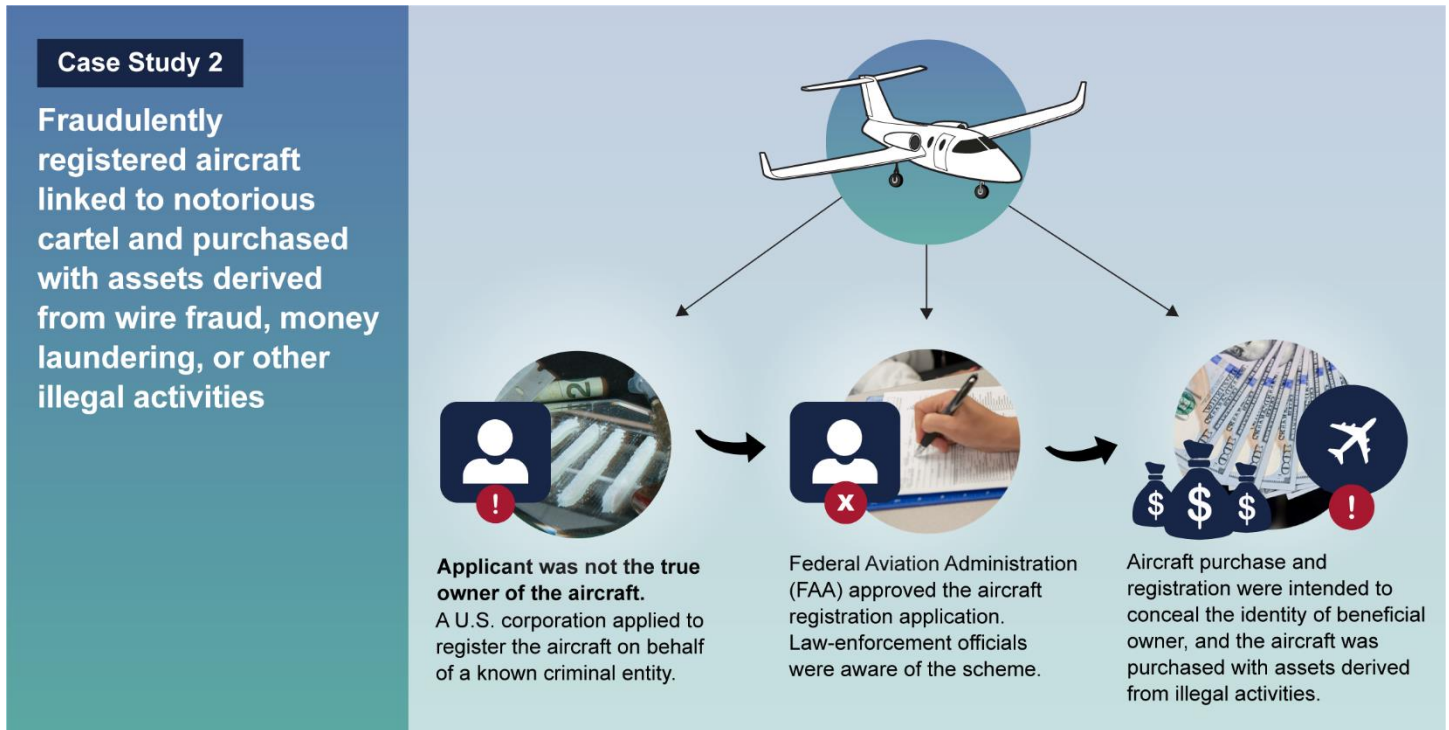 Case Study 2
Fraudulently
registered aircraft
linked to notorious
cartel and purchased
with assets derived
from wire fraud, money
laundering, or other
illegal activities
!
Applicant was not the true
owner of the aircraft.
A U.S. corporation applied to
register the aircraft on behalf
of a known criminal entity.
X
Federal Aviation Administration
(FAA) approved the aircraft
registration application.
Law-enforcement officials
were aware of the scheme.
$ $ $
!
Aircraft purchase and
registration were intended to
conceal the identity of beneficial
owner, and the aircraft was
purchased with assets derived
from illegal activities.